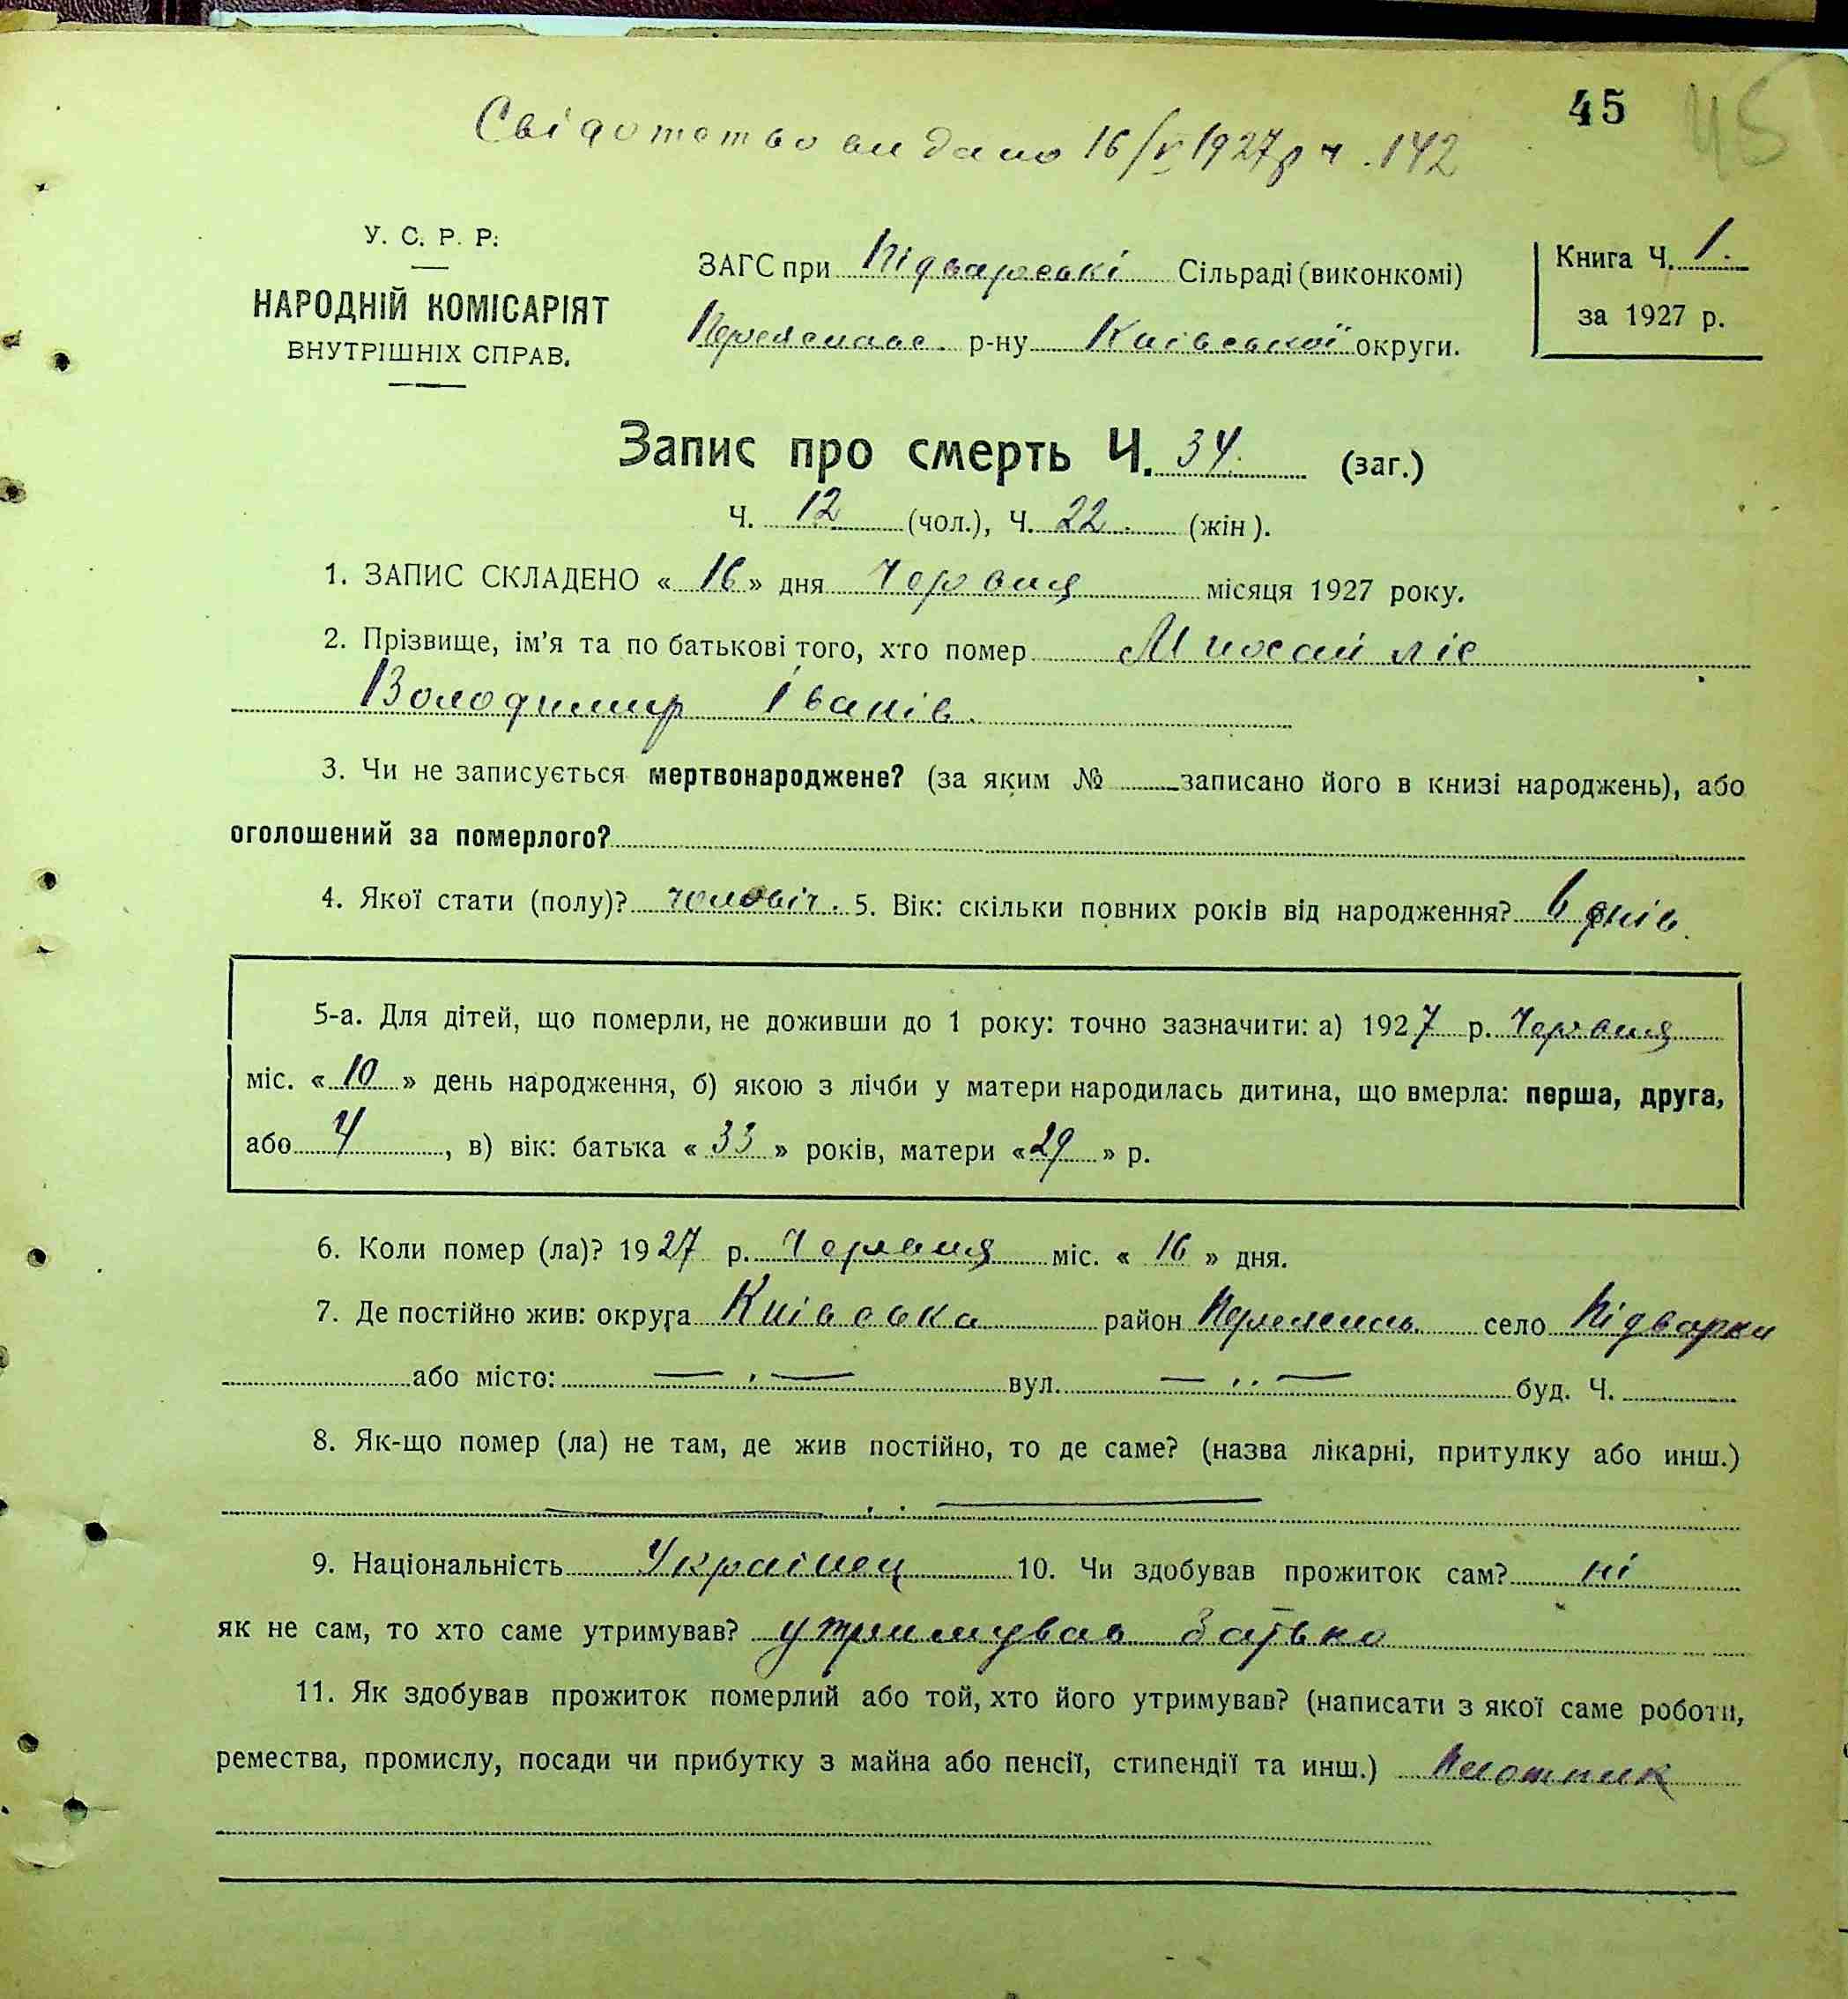 45 45
Свідотство видано 16/V 1927р ч. 142
У. С. Р. Р.
НАРОДНІЙ КОМІСАРІЯТ
ВНУТРІШНІХ СПРАВ.
ЗАГС при Підварські Сільраді (виконкомі)
р-ну Київської округи.
Книга Ч. 1.
за 1927 р.
Запис про смерть Ч. 34. (заг.)
Ч. 12 (чол.), Ч. 22. (жін).
1. ЗАПИС СКЛАДЕНО «16» дня Червня місяця 1927 року.
2. Прізвище, ім'я та по батькові того, хто помер
Володимир Іванів.
3. Чи не записується мертвонароджене? (за яким № записано його в книзі народжень), або
оголошений за померлого?
4. Якої стати (полу)? чоловіч. 5. Вік: скільки повних років від народження? 6 днів.
5-а. Для дітей, що померли, не доживши до 1 року: точно зазначити: а) 1927 р. Червня
міс. «10» день народження, б) якою з лічби у матери народилась дитина, що вмерла: перша, друга,
або 4, в) вік: батька «33» років, матери «29» р.
6. Коли помер (ла)? 1927 р. Червня міс. «16» дня.
7. Де постійно жив: округа Київська район село Підварки
або місто: — " — вул. — " — буд. Ч.
8. Як-що помер (ла) не там, де жив постійно, то де саме? (назва лікарні, притулку або инш.)
— " —
9. Національність Українец 10. Чи здобував прожиток сам? ні
як не сам, то хто саме утримував? утримував батько
11. Як здобував прожиток померлий або той, хто його утримував? (написати з якої саме роботи,
ремества, промислу, посади чи прибутку з майна або пенсії, стипендії та инш.) Плотник